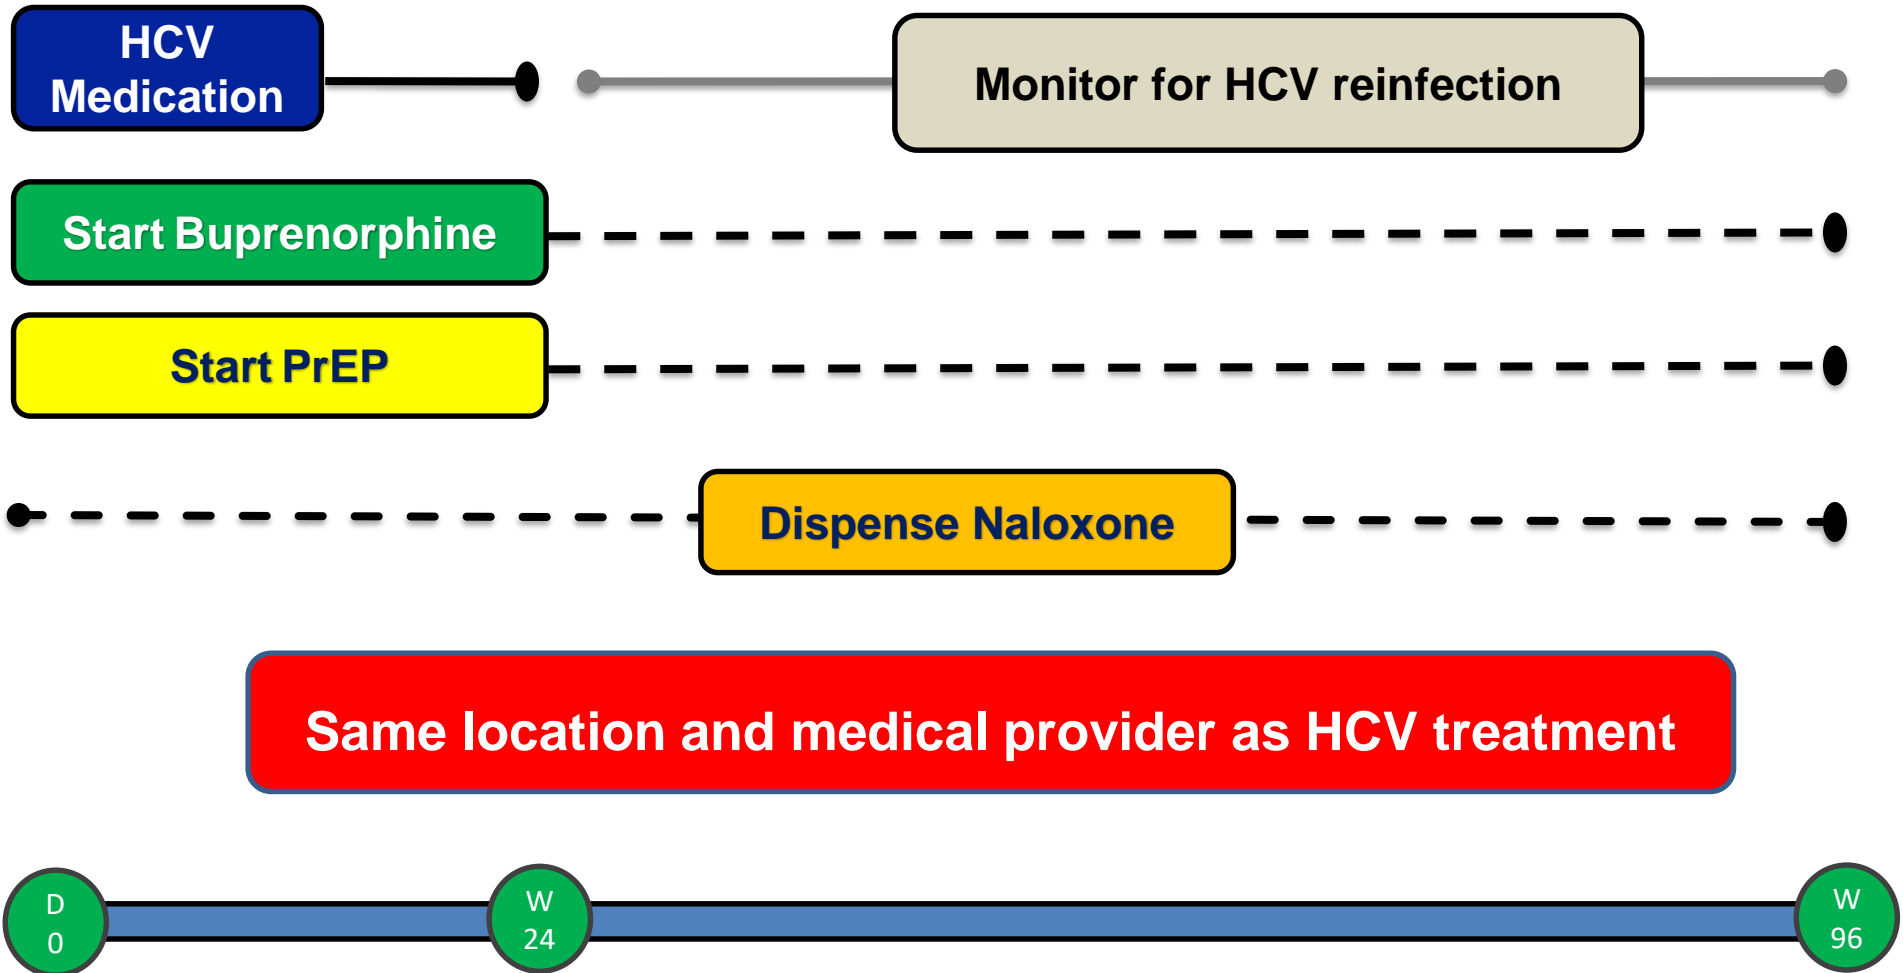 HCV
Medication
Monitor for HCV reinfection
Start Buprenorphine
Start PrEP
Dispense Naloxone
Same location and medical provider as HCV treatment
D
0
W
24
W
96